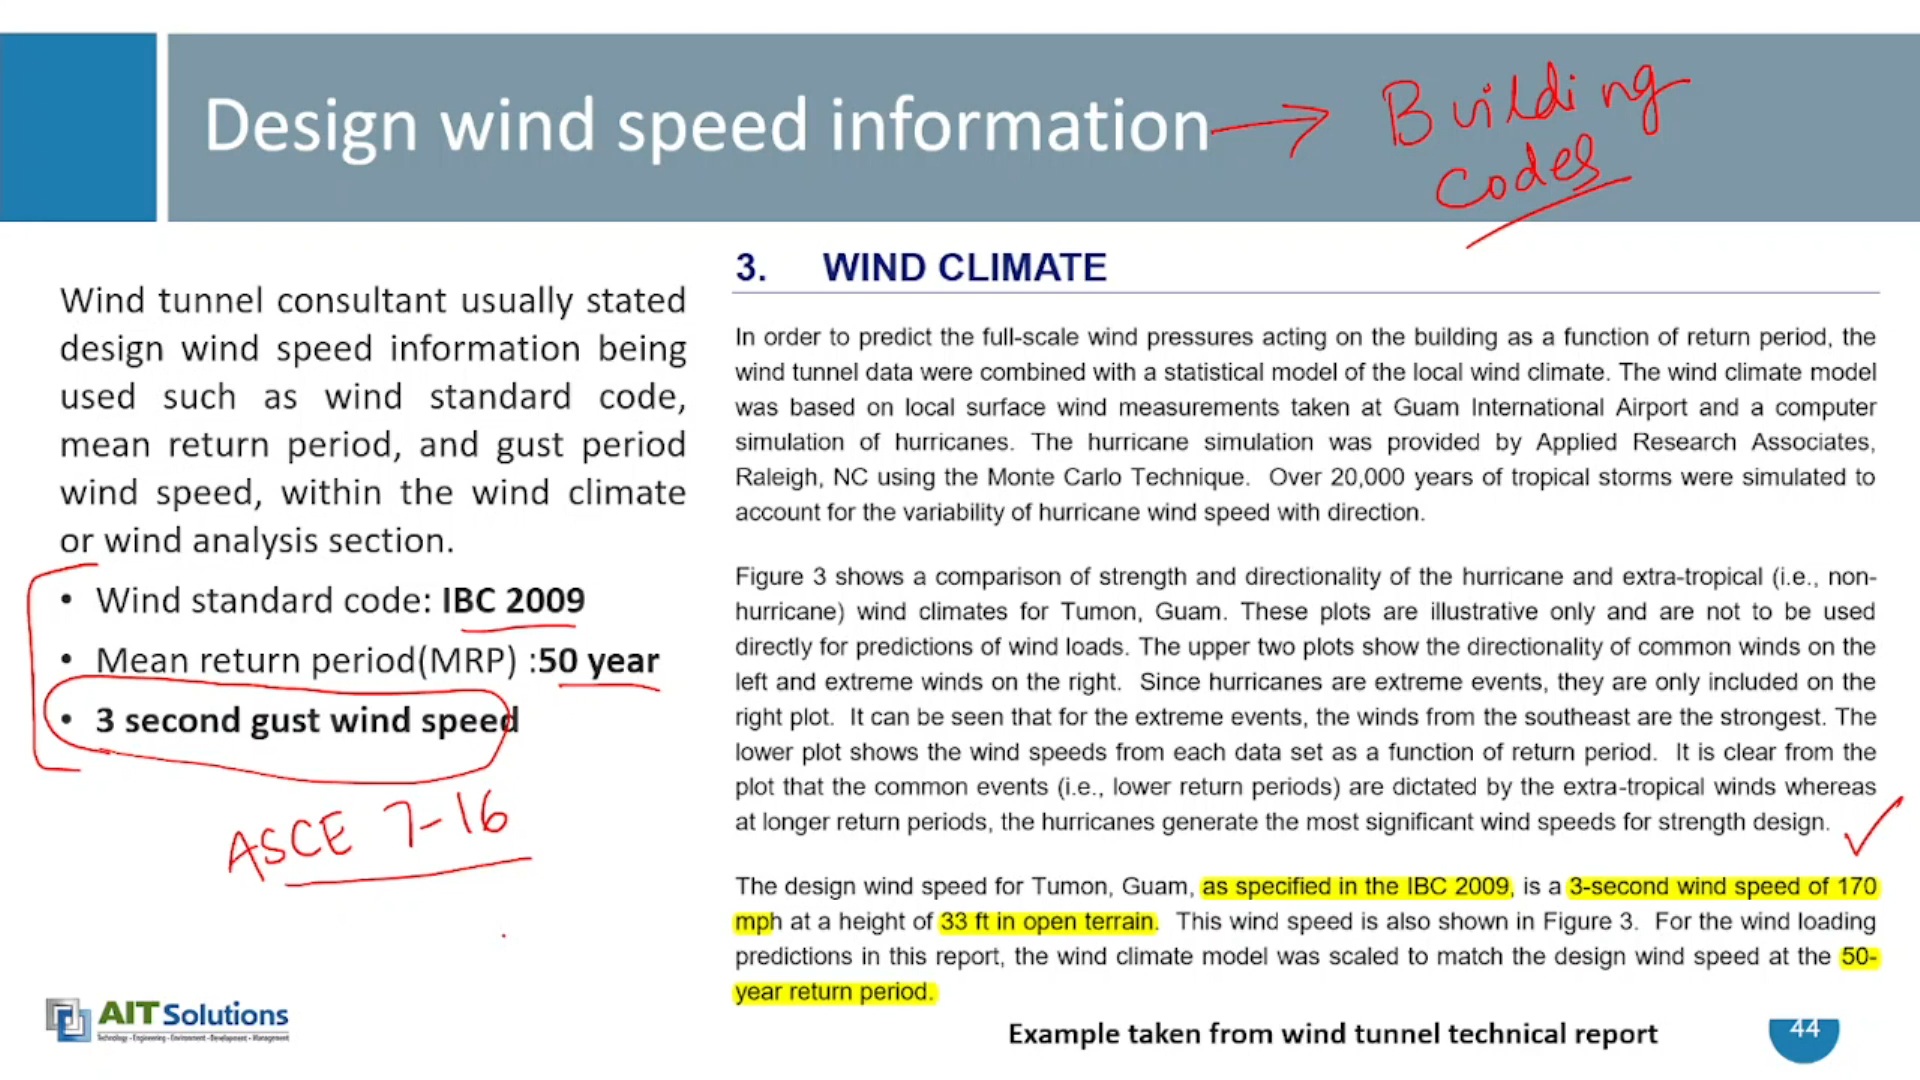 Design wind speed information
Building
Codes
Wind tunnel consultant usually stated
design wind speed information being
used such as wind standard code,
mean return period, and gust period
wind speed, within the wind climate
or wind analysis section.
• Wind standard code: IBC 2009
• Mean return period(MRP) :50 year
• 3 second gust wind speed
ASCE 7-16
3. WIND CLIMATE
In order to predict the full-scale wind pressures acting on the building as a function of return period, the
wind tunnel data were combined with a statistical model of the local wind climate. The wind climate model
was based on local surface wind measurements taken at Guam International Airport and a computer
simulation of hurricanes. The hurricane simulation was provided by Applied Research Associates,
Raleigh, NC using the Monte Carlo Technique. Over 20,000 years of tropical storms were simulated to
account for the variability of hurricane wind speed with direction.
Figure 3 shows a comparison of strength and directionality of the hurricane and extra-tropical (i.e., non-
hurricane) wind climates for Tumon, Guam. These plots are illustrative only and are not to be used
directly for predictions of wind loads. The upper two plots show the directionality of common winds on the
left and extreme winds on the right. Since hurricanes are extreme events, they are only included on the
right plot. It can be seen that for the extreme events, the winds from the southeast are the strongest. The
lower plot shows the wind speeds from each data set as a function of return period. It is clear from the
plot that the common events (i.e., lower return periods) are dictated by the extra-tropical winds whereas
at longer return periods, the hurricanes generate the most significant wind speeds for strength design.
The design wind speed for Tumon, Guam, as specified in the IBC 2009, is a 3-second wind speed of 170
mph at a height of 33 ft in open terrain. This wind speed is also shown in Figure 3. For the wind loading
predictions in this report, the wind climate model was scaled to match the design wind speed at the 50-
year return period.
AIT Solutions
Technology - Engineering - Environment - Development - Management
Example taken from wind tunnel technical report
44